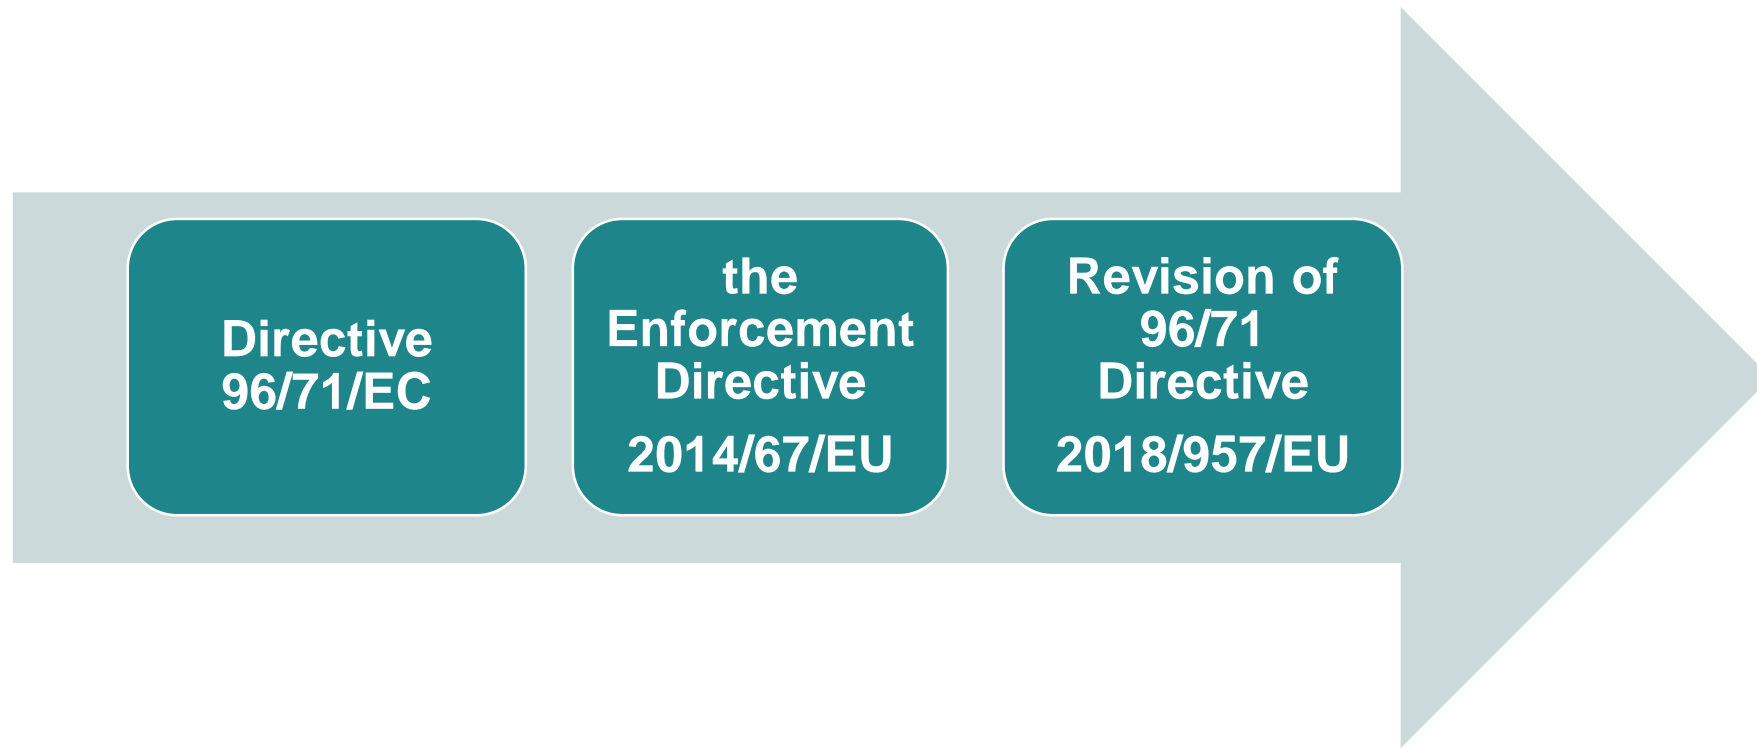 Directive
96/71/EC
the
Enforcement
Directive
2014/67/EU
Revision of
96/71
Directive
2018/957/EU